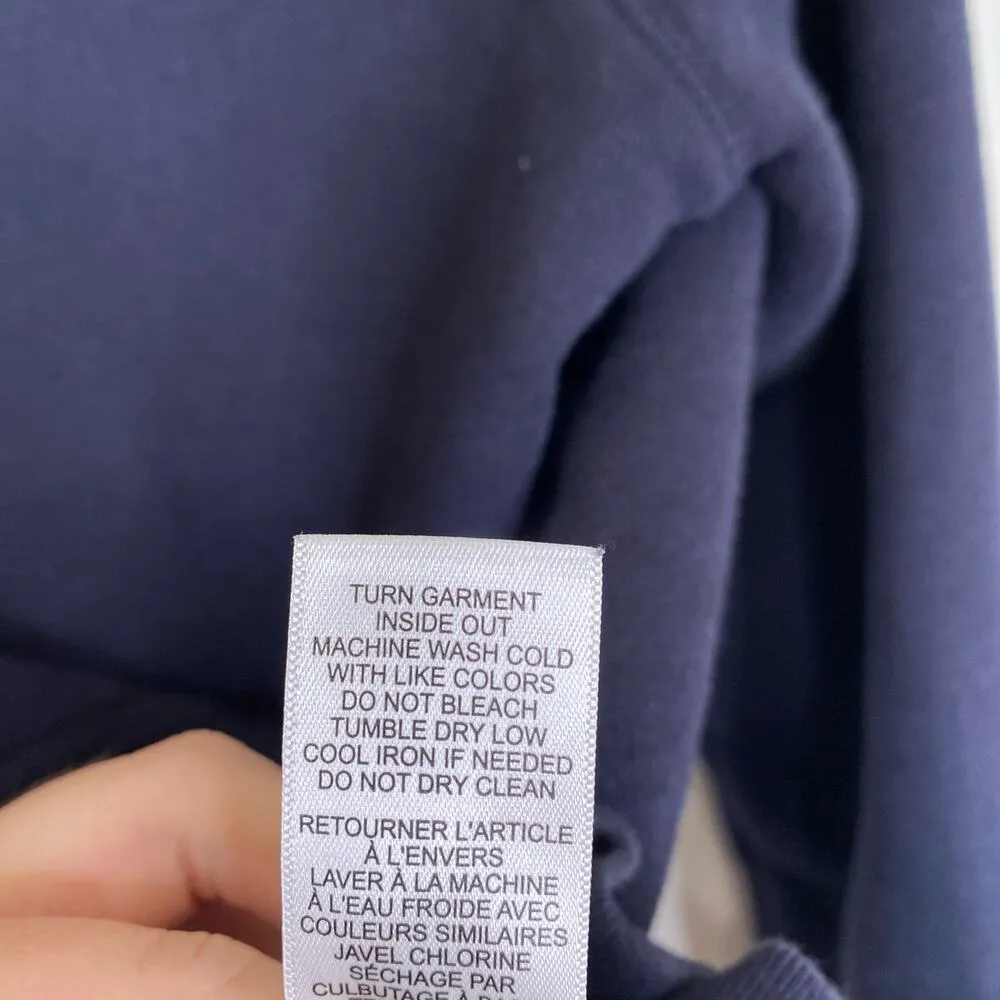 TURN GARMENT
INSIDE OUT
MACHINE WASH COLD
WITH LIKE COLORS
DO NOT BLEACH
TUMBLE DRY LOW
COOL IRON IF NEEDED
DO NOT DRY CLEAN
RETOURNER L'ARTICLE
À L'ENVERS
LAVER À LA MACHINE
À L'EAU FROIDE AVEC
COULEURS SIMILAIRES
JAVEL CHLORINE
SÉCHAGE PAR
CULBUTAGE À